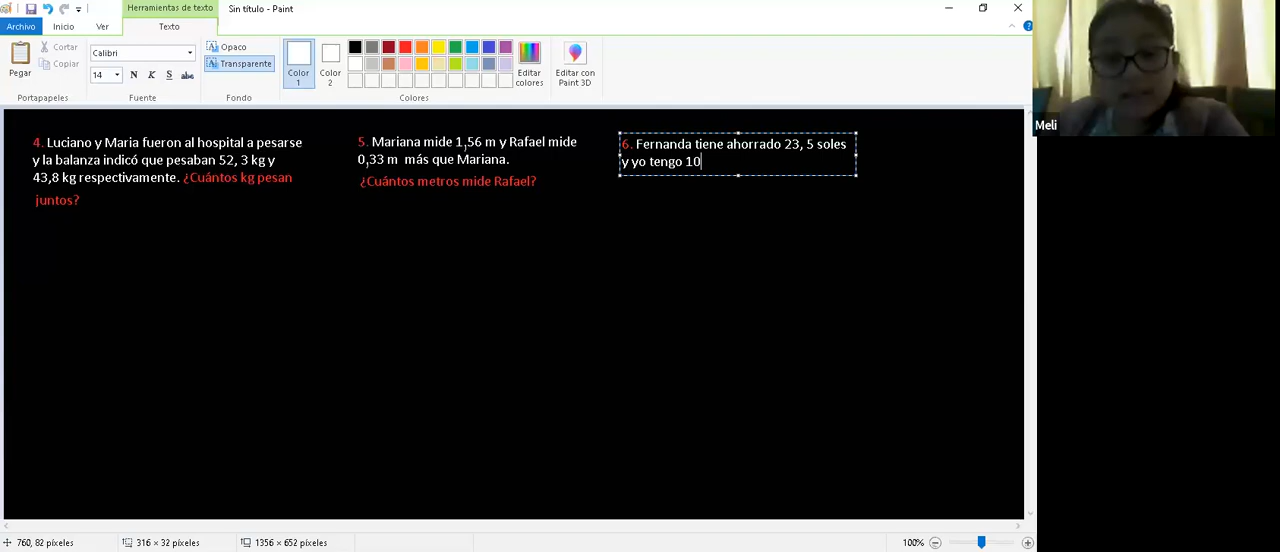 Herramientas de texto
Sin título - Paint
Archivo
Inicio
Ver
Texto
Pegar
Cortar
Copiar
Portapapeles
Calibri
14
N K S abc
Fuente
Opaco
Transparente
Fondo
Color 1
Color 2
Editar colores
Colores
Editar con Paint 3D
Meli
4. Luciano y Maria fueron al hospital a pesarse
y la balanza indicó que pesaban 52, 3 kg y
43,8 kg respectivamente. ¿Cuántos kg pesan
juntos?
5. Mariana mide 1,56 m y Rafael mide
0,33 m más que Mariana.
¿Cuántos metros mide Rafael?
6. Fernanda tiene ahorrado 23, 5 soles
y yo tengo 10
760, 82 píxeles
316 × 32 píxeles
1356 × 652 píxeles
100%